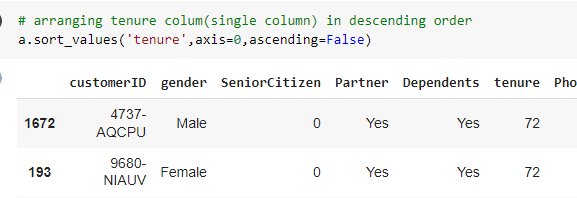 # arranging tenure colum(single column) in descending order
a.sort_values('tenure',axis=0,ascending=False)
customerID gender SeniorCitizen Partner Dependents tenure Pho
1672 4737-AQCPU Male 0 Yes Yes 72
193 9680-NIAUV Female 0 Yes Yes 72